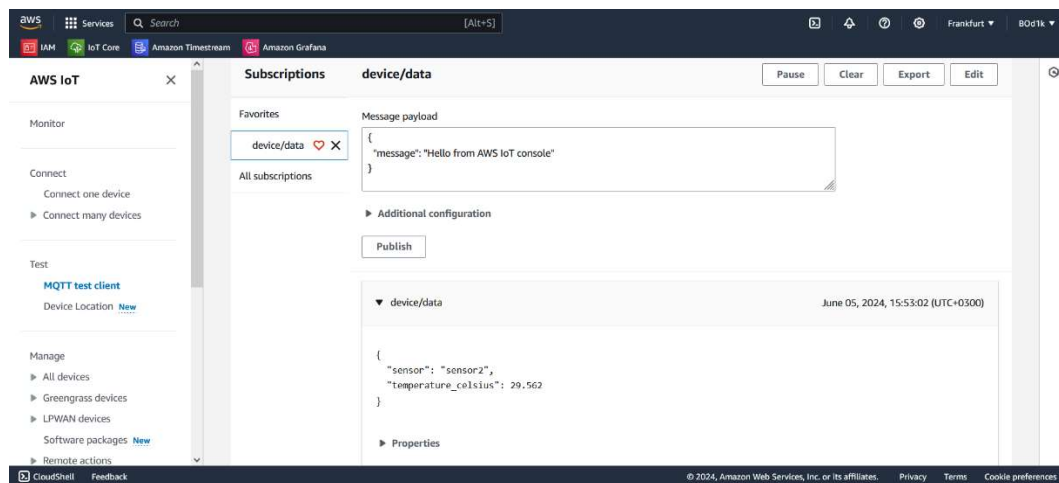 aws Services Search [Alt+S] Frankfurt BOd1k
IAM IoT Core Amazon Timestream Amazon Grafana
AWS IoT
Monitor
Connect
Connect one device
Connect many devices
Test
MQTT test client
Device Location New
Manage
All devices
Greengrass devices
LPWAN devices
Software packages New
Remote actions
Subscriptions
Favorites
device/data
All subscriptions
device/data Pause Clear Export Edit
Message payload
{
"message": "Hello from AWS IoT console"
}
Additional configuration
Publish
device/data June 05, 2024, 15:53:02 (UTC+0300)
{
"sensor": "sensor2",
"temperature_celsius": 29.562
}
Properties
CloudShell Feedback © 2024, Amazon Web Services, Inc. or its affiliates. Privacy Terms Cookie preferences